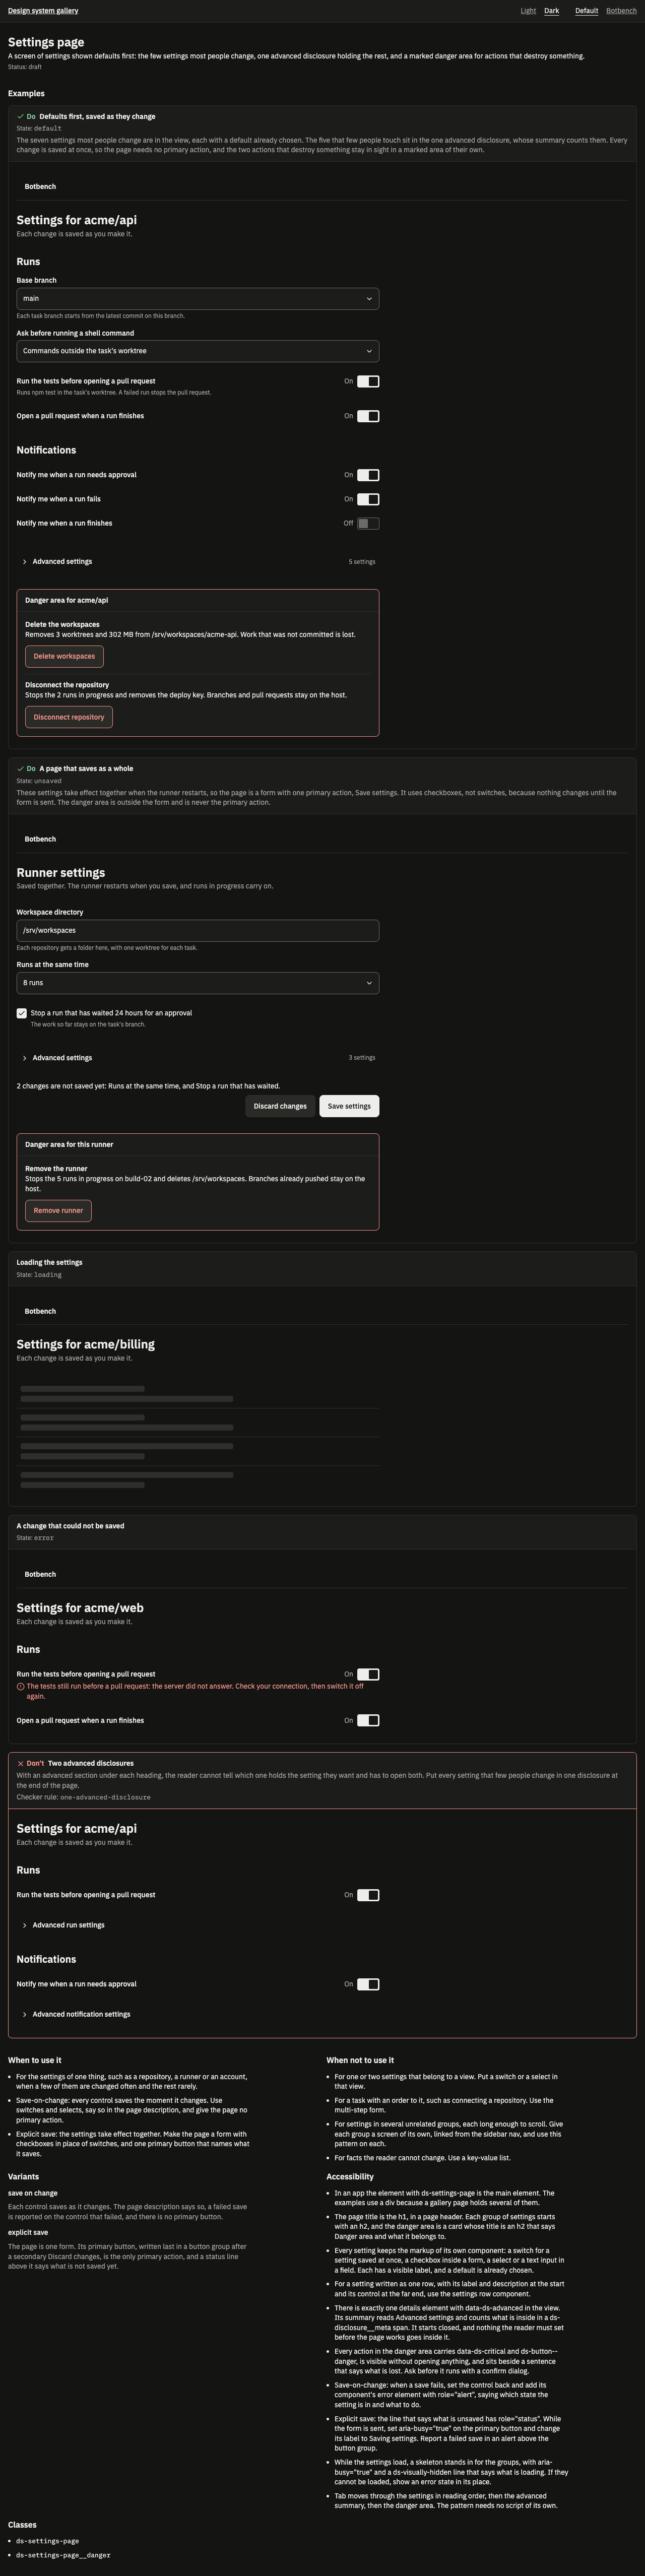 Design system gallery
Light Dark Default Botbench
Settings page
A screen of settings shown defaults first: the few settings most people change, one advanced disclosure holding the rest, and a marked danger area for actions that destroy something.
Status: draft
Examples
Do Defaults first, saved as they change
State: default
The seven settings most people change are in the view, each with a default already chosen. The five that few people touch sit in the one advanced disclosure, whose summary counts them. Every
change is saved at once, so the page needs no primary action, and the two actions that destroy something stay in sight in a marked area of their own.
Botbench
Settings for acme/api
Each change is saved as you make it.
Runs
Base branch
main
Each task branch starts from the latest commit on this branch.
Ask before running a shell command
Commands outside the task's worktree
Run the tests before opening a pull request On
Runs npm test in the task's worktree. A failed run stops the pull request.
Open a pull request when a run finishes On
Notifications
Notify me when a run needs approval On
Notify me when a run fails On
Notify me when a run finishes Off
Advanced settings 5 settings
Danger area for acme/api
Delete the workspaces
Removes 3 worktrees and 302 MB from /srv/workspaces/acme-api. Work that was not committed is lost.
Delete workspaces
Disconnect the repository
Stops the 2 runs in progress and removes the deploy key. Branches and pull requests stay on the host.
Disconnect repository
Do A page that saves as a whole
State: unsaved
These settings take effect together when the runner restarts, so the page is a form with one primary action, Save settings. It uses checkboxes, not switches, because nothing changes until the
form is sent. The danger area is outside the form and is never the primary action.
Botbench
Runner settings
Saved together. The runner restarts when you save, and runs in progress carry on.
Workspace directory
/srv/workspaces
Each repository gets a folder here, with one worktree for each task.
Runs at the same time
8 runs
Stop a run that has waited 24 hours for an approval
The work so far stays on the task's branch.
Advanced settings 3 settings
2 changes are not saved yet: Runs at the same time, and Stop a run that has waited.
Discard changes Save settings
Danger area for this runner
Remove the runner
Stops the 5 runs in progress on build-02 and deletes /srv/workspaces. Branches already pushed stay on the
host.
Remove runner
Loading the settings
State: loading
Botbench
Settings for acme/billing
Each change is saved as you make it.
A change that could not be saved
State: error
Botbench
Settings for acme/web
Each change is saved as you make it.
Runs
Run the tests before opening a pull request On
The tests still run before a pull request: the server did not answer. Check your connection, then switch it off
again.
Open a pull request when a run finishes On
Don't Two advanced disclosures
With an advanced section under each heading, the reader cannot tell which one holds the setting they want and has to open both. Put every setting that few people change in one disclosure at
the end of the page.
Checker rule: one-advanced-disclosure
Settings for acme/api
Each change is saved as you make it.
Runs
Run the tests before opening a pull request On
Advanced run settings
Notifications
Notify me when a run needs approval On
Advanced notification settings
When to use it
For the settings of one thing, such as a repository, a runner or an account,
when a few of them are changed often and the rest rarely.
Save-on-change: every control saves the moment it changes. Use
switches and selects, say so in the page description, and give the page no
primary action.
Explicit save: the settings take effect together. Make the page a form with
checkboxes in place of switches, and one primary button that names what
it saves.
When not to use it
For one or two settings that belong to a view. Put a switch or a select in
that view.
For a task with an order to it, such as connecting a repository. Use the
multi-step form.
For settings in several unrelated groups, each long enough to scroll. Give
each group a screen of its own, linked from the sidebar nav, and use this
pattern on each.
For facts the reader cannot change. Use a key-value list.
Variants
save on change
Each control saves as it changes. The page description says so, a failed save
is reported on the control that failed, and there is no primary button.
explicit save
The page is one form. Its primary button, written last in a button group after
a secondary Discard changes, is the only primary action, and a status line
above it says what is not saved yet.
Accessibility
In an app the element with ds-settings-page is the main element. The
examples use a div because a gallery page holds several of them.
The page title is the h1, in a page header. Each group of settings starts
with an h2, and the danger area is a card whose title is an h2 that says
Danger area and what it belongs to.
Every setting keeps the markup of its own component: a switch for a
setting saved at once, a checkbox inside a form, a select or a text input in
a field. Each has a visible label, and a default is already chosen.
For a setting written as one row, with its label and description at the start
and its control at the far end, use the settings row component.
There is exactly one details element with data-ds-advanced in the view.
Its summary reads Advanced settings and counts what is inside in a ds-
disclosure__meta span. It starts closed, and nothing the reader must set
before the page works goes inside it.
Every action in the danger area carries data-ds-critical and ds-button--
danger, is visible without opening anything, and sits beside a sentence
that says what is lost. Ask before it runs with a confirm dialog.
Save-on-change: when a save fails, set the control back and add its
component's error element with role="alert", saying which state the
setting is in and what to do.
Explicit save: the line that says what is unsaved has role="status". While
the form is sent, set aria-busy="true" on the primary button and change
its label to Saving settings. Report a failed save in an alert above the
button group.
While the settings load, a skeleton stands in for the groups, with aria-
busy="true" and a ds-visually-hidden line that says what is loading. If they
cannot be loaded, show an error state in its place.
Tab moves through the settings in reading order, then the advanced
summary, then the danger area. The pattern needs no script of its own.
Classes
ds-settings-page
ds-settings-page__danger